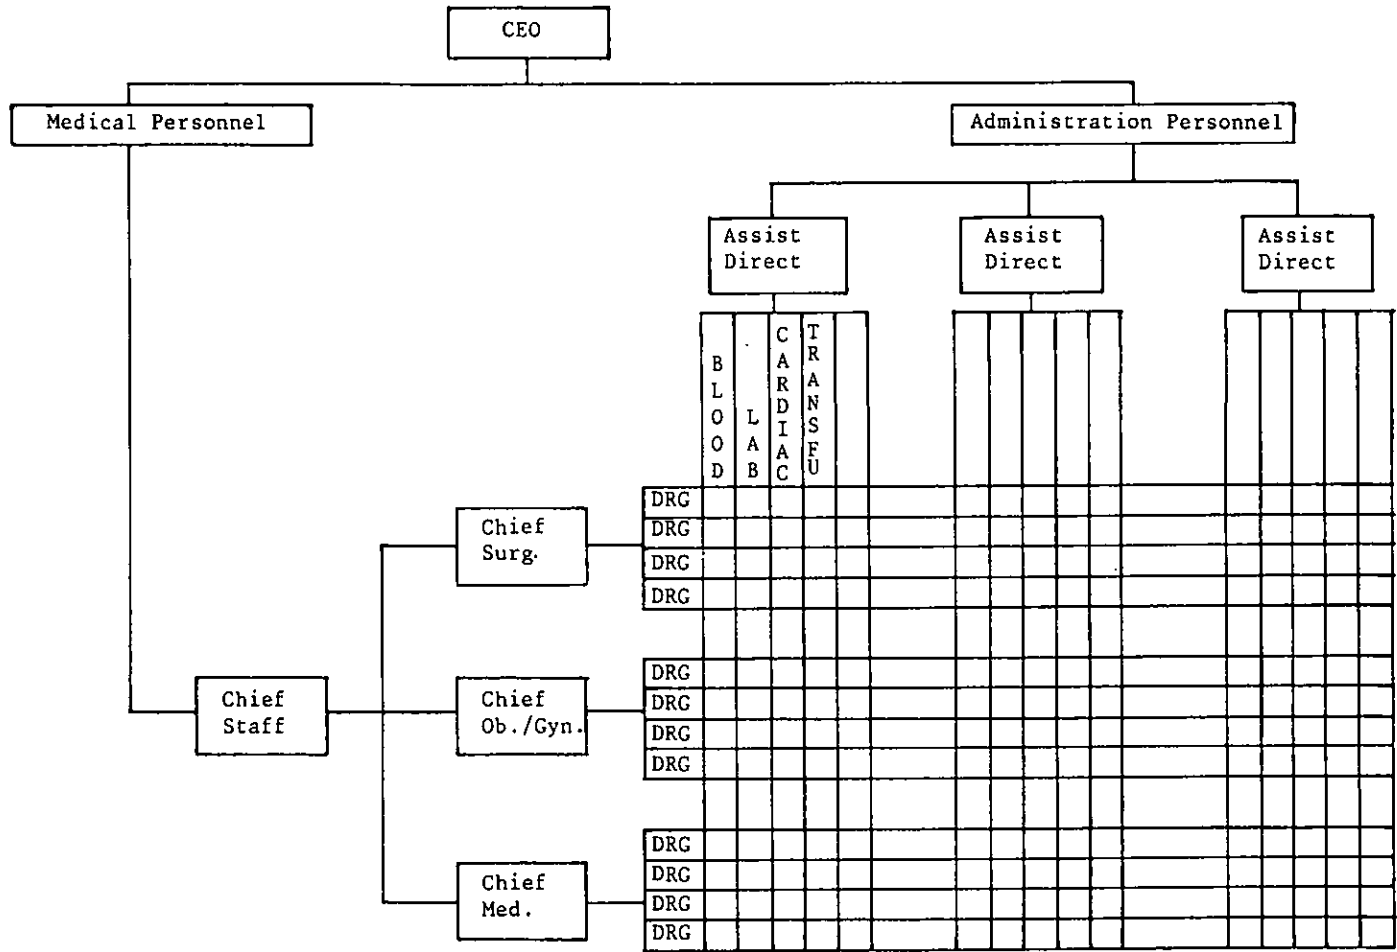 CEO
Medical Personnel
Administration Personnel
Assist
Direct
Assist
Direct
Assist
Direct
BLOOD
LAB
CARDIAC
TRANSFU
Chief
Surg.
DRG
DRG
DRG
DRG
Chief
Staff
Chief
Ob./Gyn.
DRG
DRG
DRG
DRG
Chief
Med.
DRG
DRG
DRG
DRG